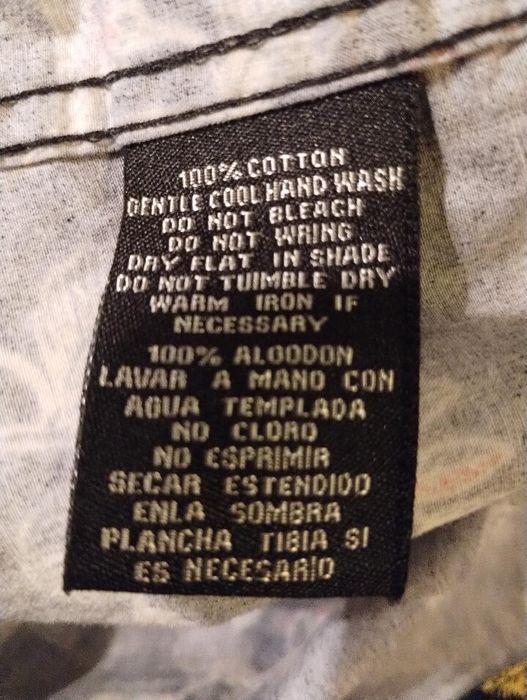 100% COTTON
GENTLE COOL HAND WASH
DO NOT BLEACH
DO NOT WRING
DRY FLAT IN SHADE
DO NOT TUIMBLE DRY
WARM IRON IF
NECESSARY
100% ALGODON
LAVAR A MANO CON
AGUA TEMPLADA
NO CLORO
NO ESPRIMIR
SECAR ESTENDIDO
ENLA SOMBRA
PLANCHA TIBIA SI
ES NECESARIO